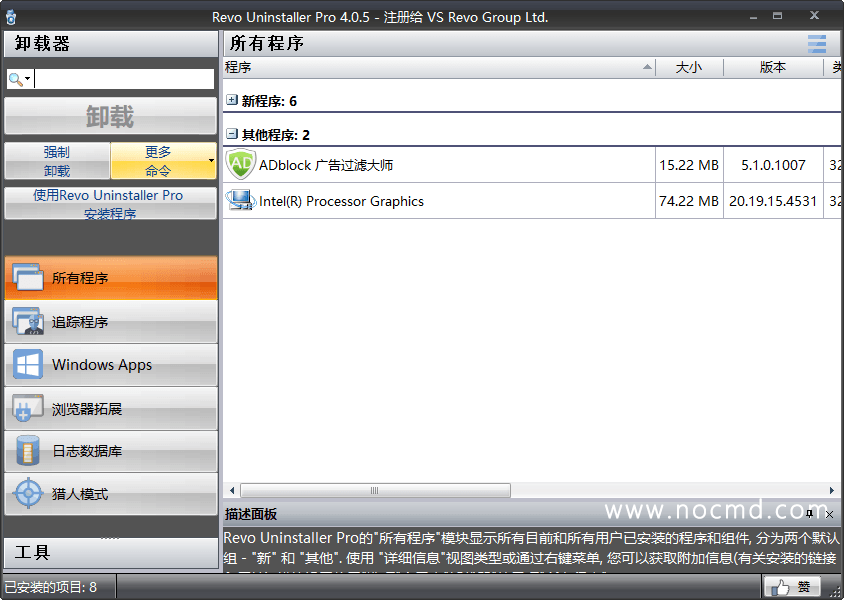 Revo Uninstaller Pro 4.0.5 - 注册给 VS Revo Group Ltd.
卸载器
所有程序
程序
大小
版本
新程序: 6
卸载
其他程序: 2
强制
卸载
更多
命令
AD
ADblock 广告过滤大师
15.22 MB
5.1.0.1007
32
使用Revo Uninstaller Pro
安装程序
Intel(R) Processor Graphics
74.22 MB
20.19.15.4531
32
所有程序
追踪程序
Windows Apps
浏览器拓展
日志数据库
猎人模式
www.nocmd.com
描述面板
Revo Uninstaller Pro的"所有程序"模块显示所有目前和所有用户已安装的程序和组件, 分为两个默认
组 - "新" 和 "其他". 使用 "详细信息"视图类型或通过右键菜单, 您可以获取附加信息(有关安装的链接
工具
已安装的项目: 8
赞